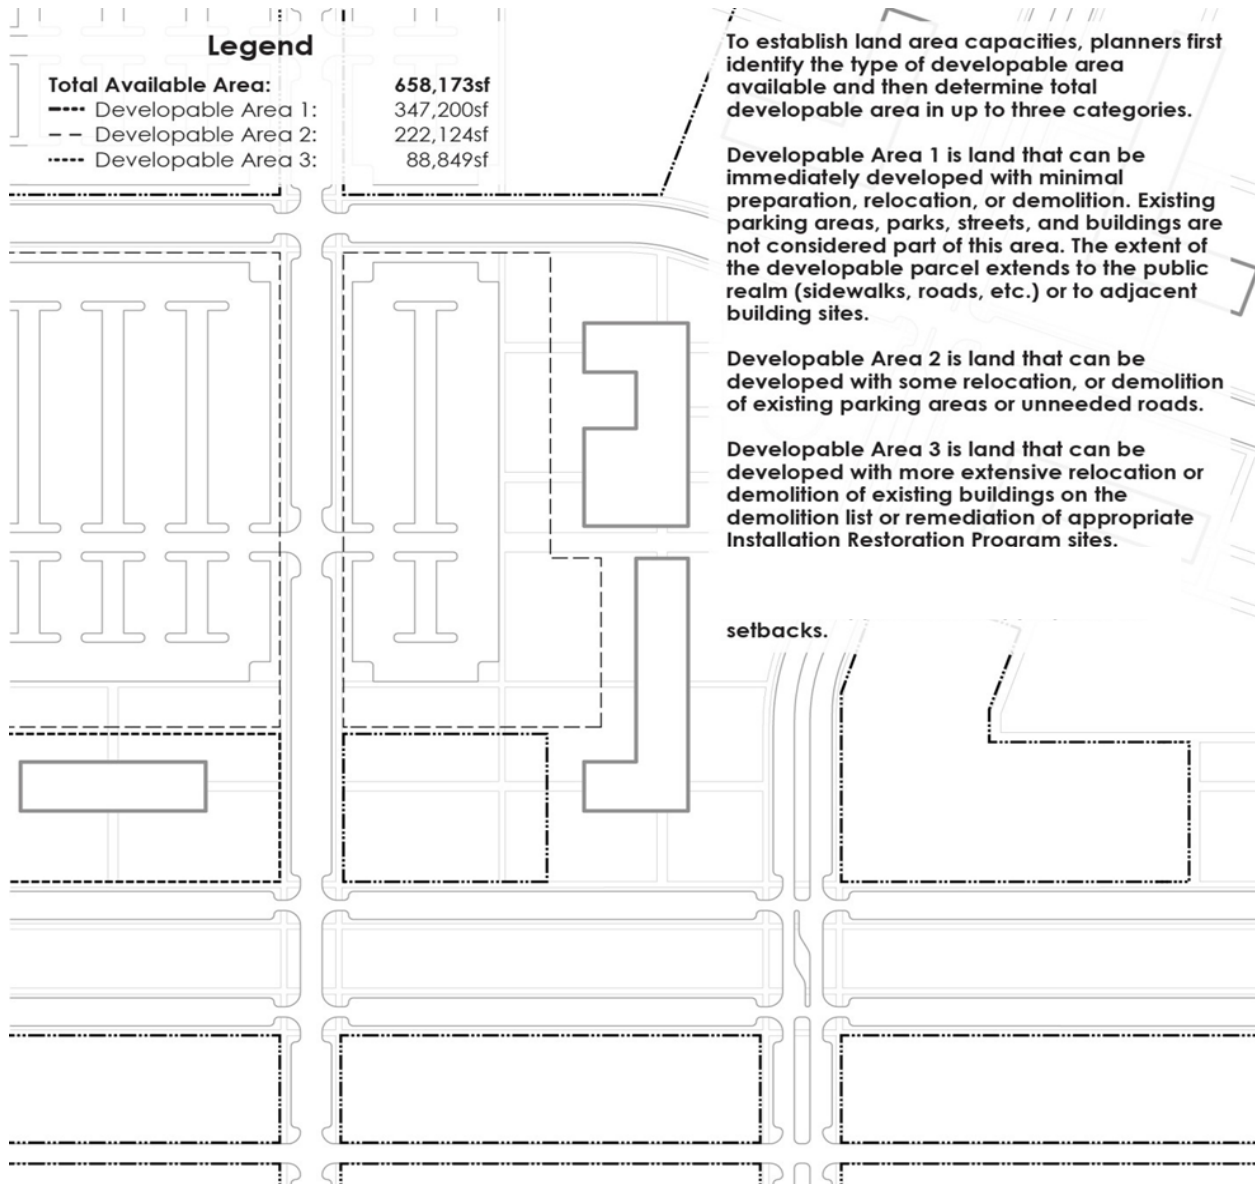 Legend
Total Available Area: 658,173sf
Developable Area 1: 347,200sf
Developable Area 2: 222,124sf
Developable Area 3: 88,849sf
To establish land area capacities, planners first
identify the type of developable area
available and then determine total
developable area in up to three categories.
Developable Area 1 is land that can be
immediately developed with minimal
preparation, relocation, or demolition. Existing
parking areas, parks, streets, and buildings are
not considered part of this area. The extent of
the developable parcel extends to the public
realm (sidewalks, roads, etc.) or to adjacent
building sites.
Developable Area 2 is land that can be
developed with some relocation, or demolition
of existing parking areas or unneeded roads.
Developable Area 3 is land that can be
developed with more extensive relocation or
demolition of existing buildings on the
demolition list or remediation of appropriate
Installation Restoration Proaram sites.
setbacks.